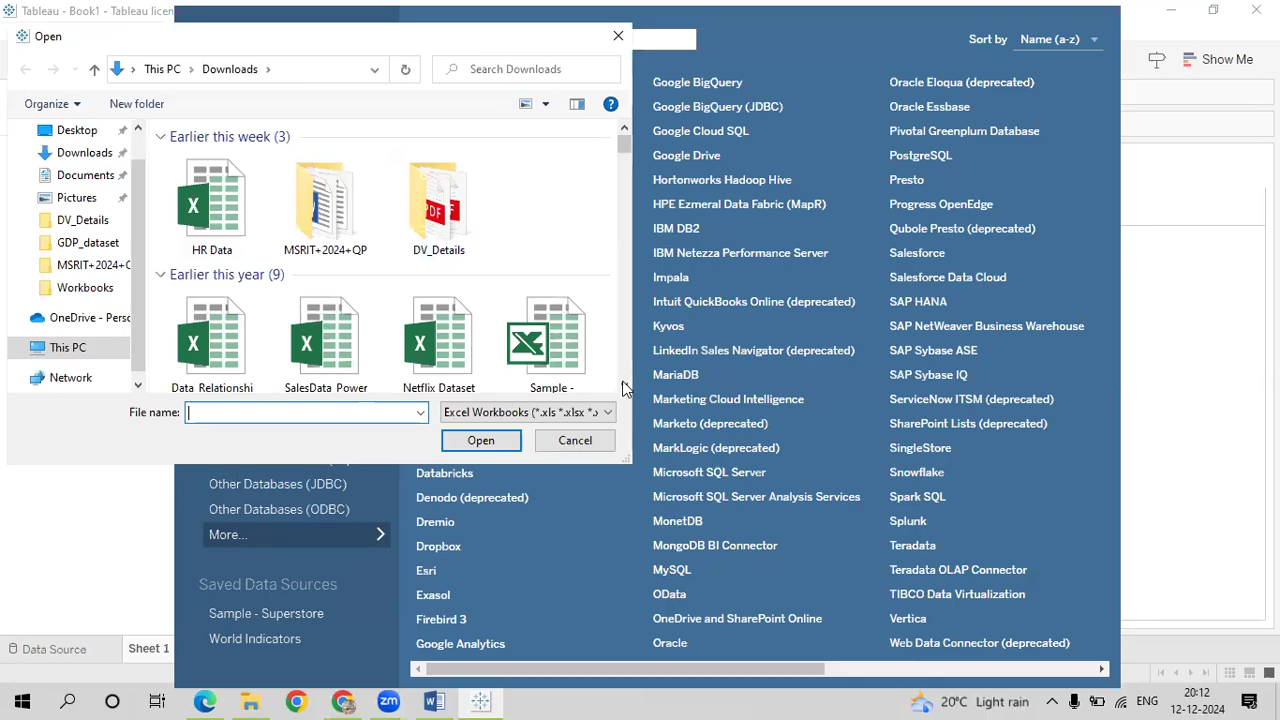 Tableau - Book1 - Tableau licen
Open
This PC
Downloads
Search Downloads
Organize
New folder
Desktop
Downloads
Documents
Pictures
DV_Details
GDP_dataset
MSRIT+2024+Q
Workbooks
OneDrive - Perso
This PC
Network
Earlier this week (3)
HR Data
MSRIT+2024+QP
DV_Details
Earlier this year (9)
Data Relationshi
SalesData Power
Netflix Dataset
Sample -
File name:
Excel Workbooks (*.xls *.xlsx *.x
Open
Cancel
Other Databases (JDBC)
Other Databases (ODBC)
More...
Saved Data Sources
Sample - Superstore
World Indicators
Databricks
Denodo (deprecated)
Dremio
Dropbox
Esri
Exasol
Firebird 3
Google Analytics
Sort by
Name (a-z)
Google BigQuery
Google BigQuery (JDBC)
Google Cloud SQL
Google Drive
Hortonworks Hadoop Hive
HPE Ezmeral Data Fabric (MapR)
IBM DB2
IBM Netezza Performance Server
Impala
Intuit QuickBooks Online (deprecated)
Kyvos
LinkedIn Sales Navigator (deprecated)
MariaDB
Marketing Cloud Intelligence
Marketo (deprecated)
MarkLogic (deprecated)
Microsoft SQL Server
Microsoft SQL Server Analysis Services
MonetDB
MongoDB BI Connector
MySQL
OData
OneDrive and SharePoint Online
Oracle
Oracle Eloqua (deprecated)
Oracle Essbase
Pivotal Greenplum Database
PostgreSQL
Presto
Progress OpenEdge
Qubole Presto (deprecated)
Salesforce
Salesforce Data Cloud
SAP HANA
SAP NetWeaver Business Warehouse
SAP Sybase ASE
SAP Sybase IQ
ServiceNow ITSM (deprecated)
SharePoint Lists (deprecated)
SingleStore
Snowflake
Spark SQL
Splunk
Teradata
Teradata OLAP Connector
TIBCO Data Virtualization
Vertica
Web Data Connector (deprecated)
Show Me
Data Source
Sheet 1
20°C Light rain
ENG
20:12
12-12-2024